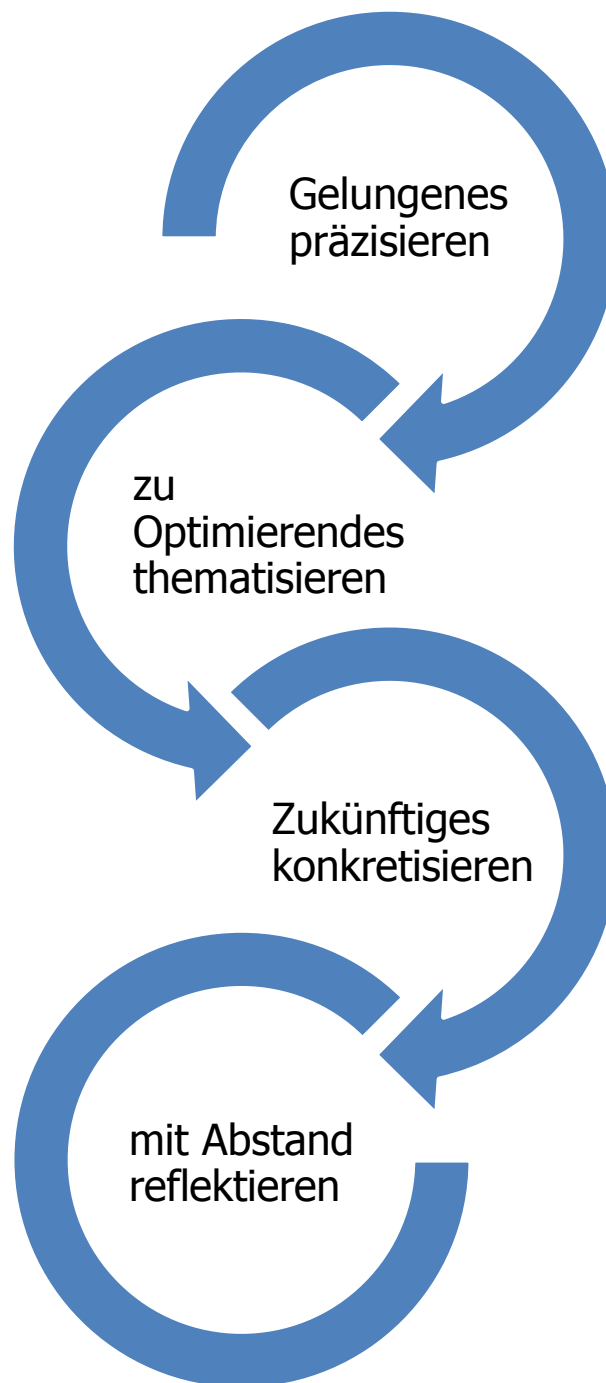 Gelungenes
präzisieren
zu
Optimierendes
thematisieren
Zukünftiges
konkretisieren
mit Abstand
reflektieren